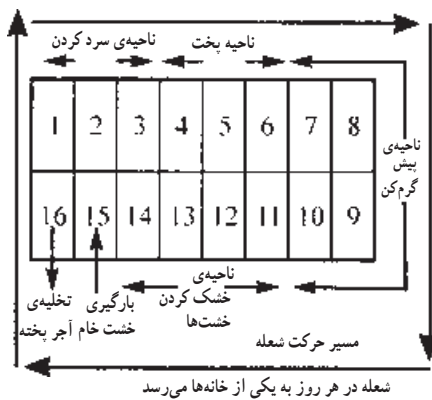 ناحیه‌ی سرد کردن
ناحیه پخت
1 2 3 4 5 6 7 8
ناحیه‌ی
پیش
گرم‌کن
16 15 14 13 12 11 10 9
تخلیه‌ی
آجر پخته
بارگیری
خشت خام
ناحیه‌ی
خشک کردن
خشت‌ها
مسیر حرکت شعله
شعله در هر روز به یکی از خانه‌ها می‌رسد